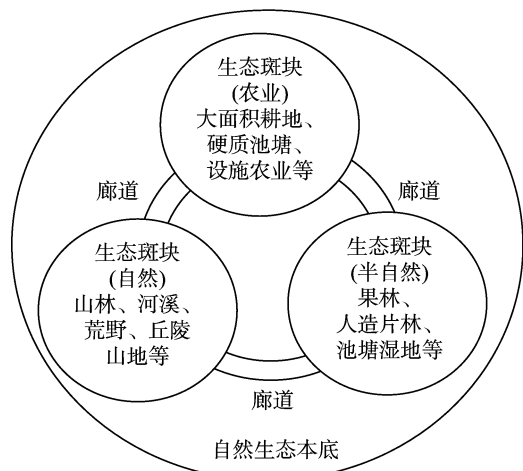 生态斑块
(农业)
大面积耕地、
硬质池塘、
设施农业等
廊道
廊道
生态斑块
(自然)
山林、河溪、
荒野、丘陵
山地等
生态斑块
(半自然)
果林、
人造片林、
池塘湿地等
廊道
自然生态本底